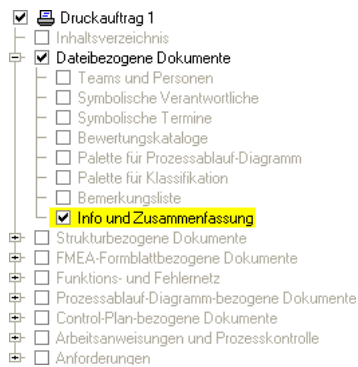 Druckauftrag 1
Inhaltsverzeichnis
Dateibezogene Dokumente
Teams und Personen
Symbolische Verantwortliche
Symbolische Termine
Bewertungskataloge
Palette für Prozessablauf-Diagramm
Palette für Klassifikation
Bemerkungsliste
Info und Zusammenfassung
Strukturbezogene Dokumente
FMEA-Formblattbezogene Dokumente
Funktions- und Fehlernetz
Prozessablauf-Diagramm-bezogene Dokumente
Control-Plan-bezogene Dokumente
Arbeitsanweisungen und Prozesskontrolle
Anforderungen